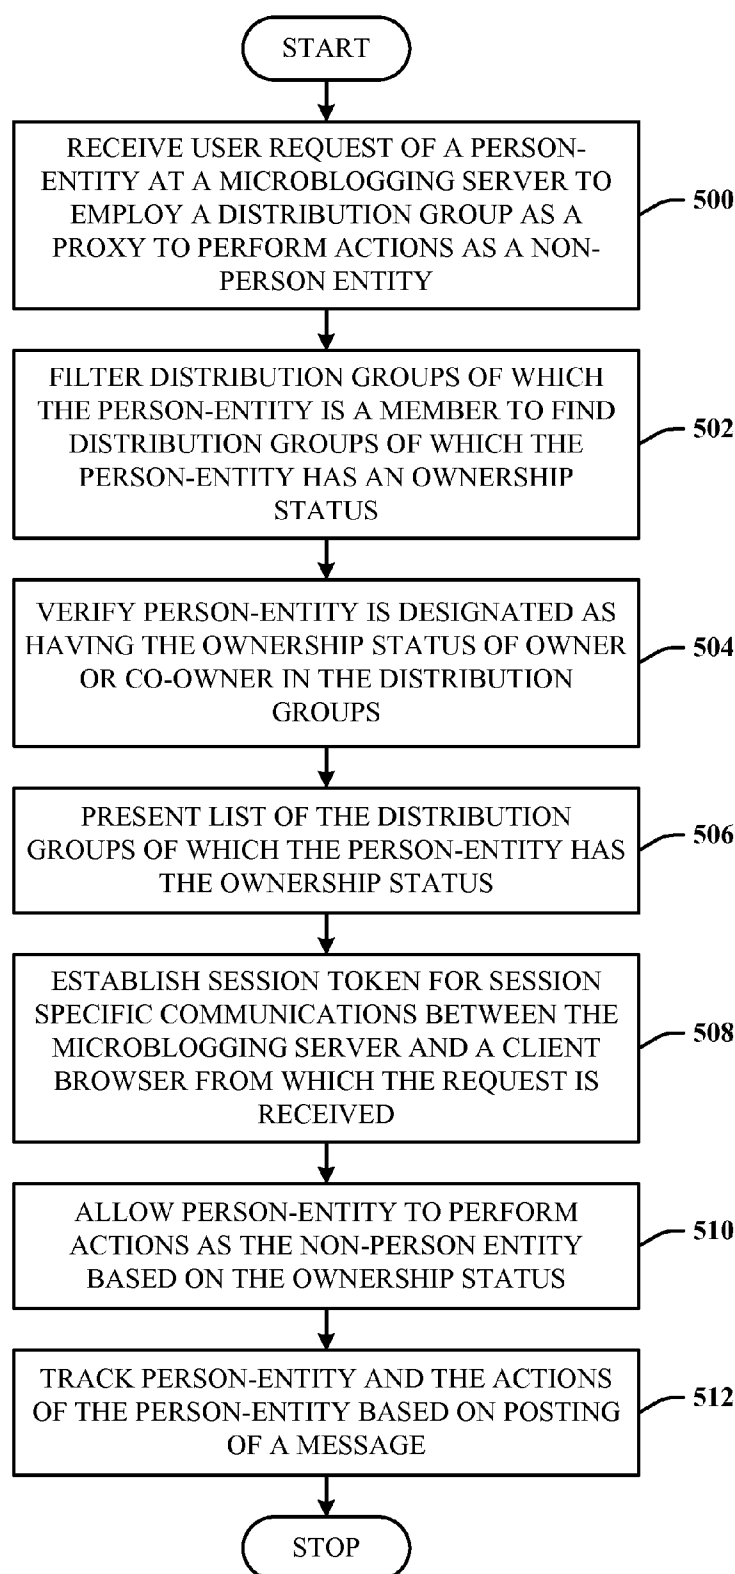 START
RECEIVE USER REQUEST OF A PERSON-
ENTITY AT A MICROBLOGGING SERVER TO
EMPLOY A DISTRIBUTION GROUP AS A
PROXY TO PERFORM ACTIONS AS A NON-
PERSON ENTITY
500
FILTER DISTRIBUTION GROUPS OF WHICH
THE PERSON-ENTITY IS A MEMBER TO FIND
DISTRIBUTION GROUPS OF WHICH THE
PERSON-ENTITY HAS AN OWNERSHIP
STATUS
502
VERIFY PERSON-ENTITY IS DESIGNATED AS
HAVING THE OWNERSHIP STATUS OF OWNER
OR CO-OWNER IN THE DISTRIBUTION
GROUPS
504
PRESENT LIST OF THE DISTRIBUTION
GROUPS OF WHICH THE PERSON-ENTITY HAS
THE OWNERSHIP STATUS
506
ESTABLISH SESSION TOKEN FOR SESSION
SPECIFIC COMMUNICATIONS BETWEEN THE
MICROBLOGGING SERVER AND A CLIENT
BROWSER FROM WHICH THE REQUEST IS
RECEIVED
508
ALLOW PERSON-ENTITY TO PERFORM
ACTIONS AS THE NON-PERSON ENTITY
BASED ON THE OWNERSHIP STATUS
510
TRACK PERSON-ENTITY AND THE ACTIONS
OF THE PERSON-ENTITY BASED ON POSTING
OF A MESSAGE
512
STOP